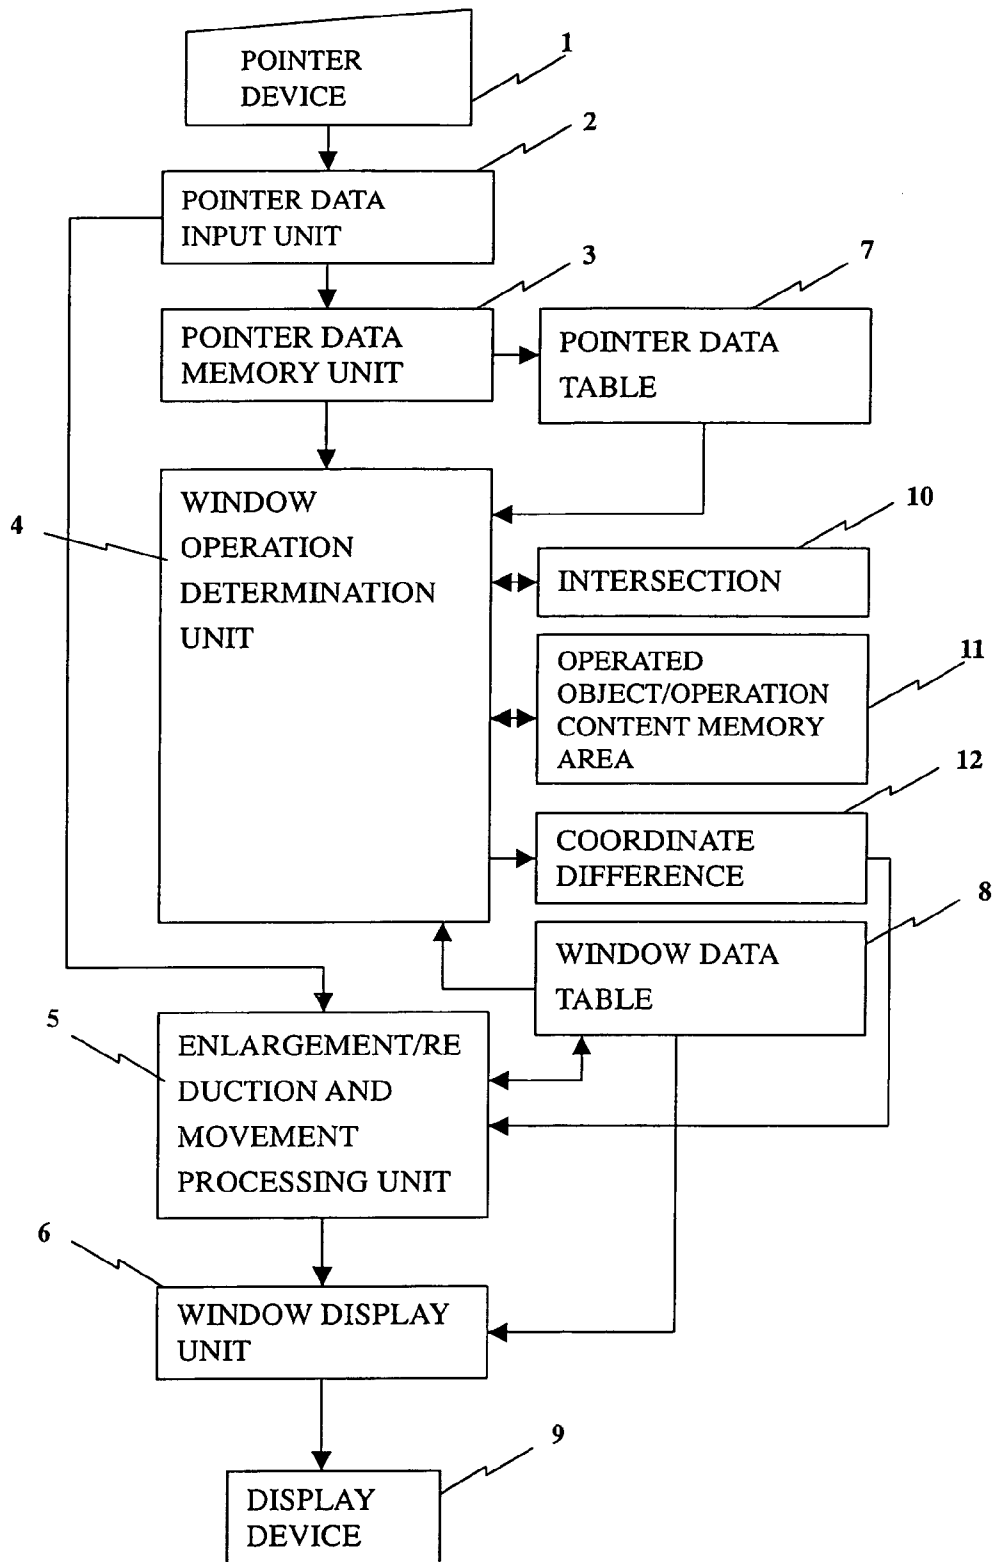 POINTER
DEVICE
1
2
POINTER DATA
INPUT UNIT
3
7
POINTER DATA
MEMORY UNIT
POINTER DATA
TABLE
4
WINDOW
OPERATION
DETERMINATION
UNIT
10
INTERSECTION
11
OPERATED
OBJECT/OPERATION
CONTENT MEMORY
AREA
12
COORDINATE
DIFFERENCE
8
WINDOW DATA
TABLE
5
ENLARGEMENT/RE
DUCTION AND
MOVEMENT
PROCESSING UNIT
6
WINDOW DISPLAY
UNIT
9
DISPLAY
DEVICE